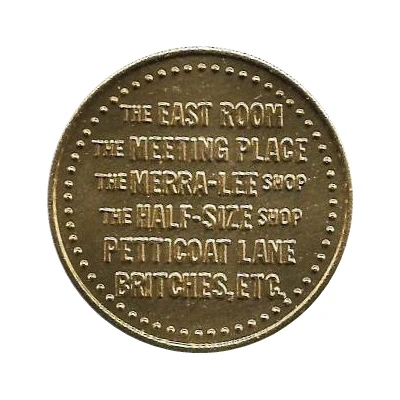 THE EAST ROOM
THE MEETING PLACE
THE MERRA-LEE SHOP
THE HALF-SIZE SHOP
PETTICOAT LANE
BRITCHES, ETC.